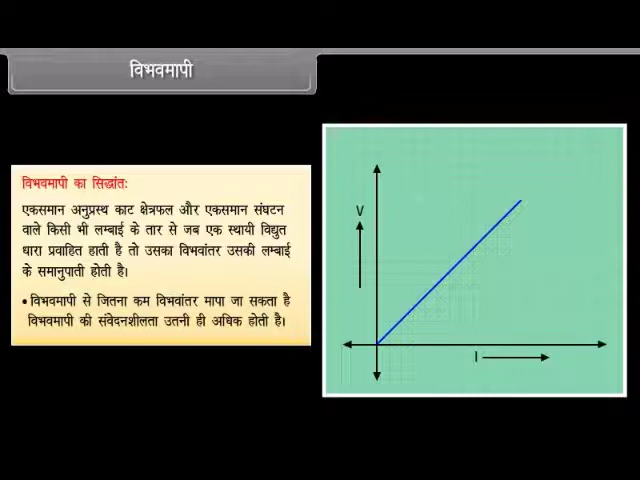 विभवमापी
विभवमापी का सिद्धांतः
एकसमान अनुप्रस्थ काट क्षेत्रफल और एकसमान संघटन
वाले किसी भी लम्बाई के तार से जब एक स्थायी विद्युत
धारा प्रवाहित हाती है तो उसका विभवांतर उसकी लम्बाई
के समानुपाती होती है।
• विभवमापी से जितना कम विभवांतर मापा जा सकता है
विभवमापी की संवेदनशीलता उतनी ही अधिक होती है।
V
l